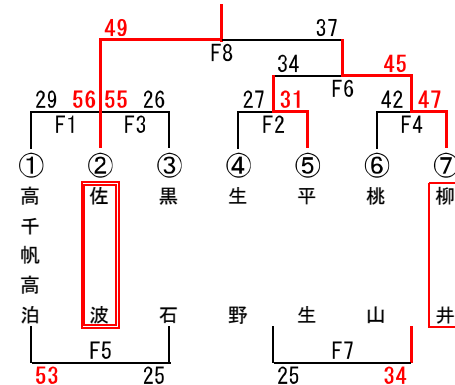 49 37
F8
34 45
F6
29 56 55 26 27 31 42 47
F1 F3 F2 F4
① ② ③ ④ ⑤ ⑥ ⑦
高千帆高泊
佐波
黒石
生野
平生
桃山
柳井
F5 F7
53 25 25 34